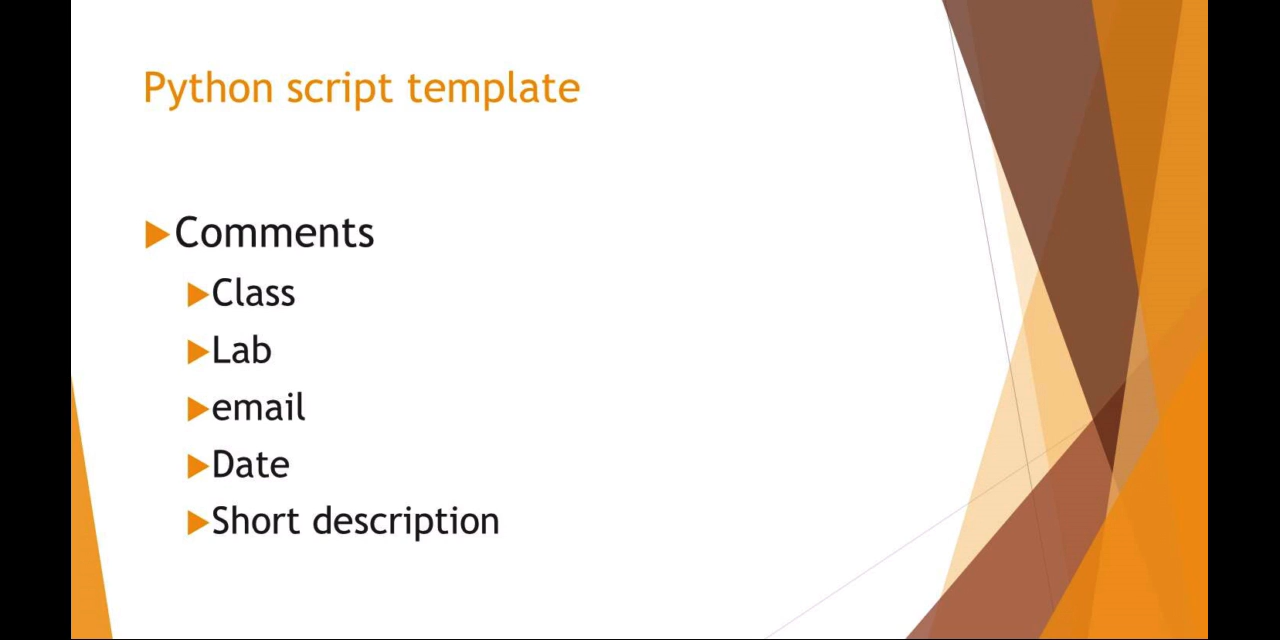 Python script template
Comments
Class
Lab
email
Date
Short description